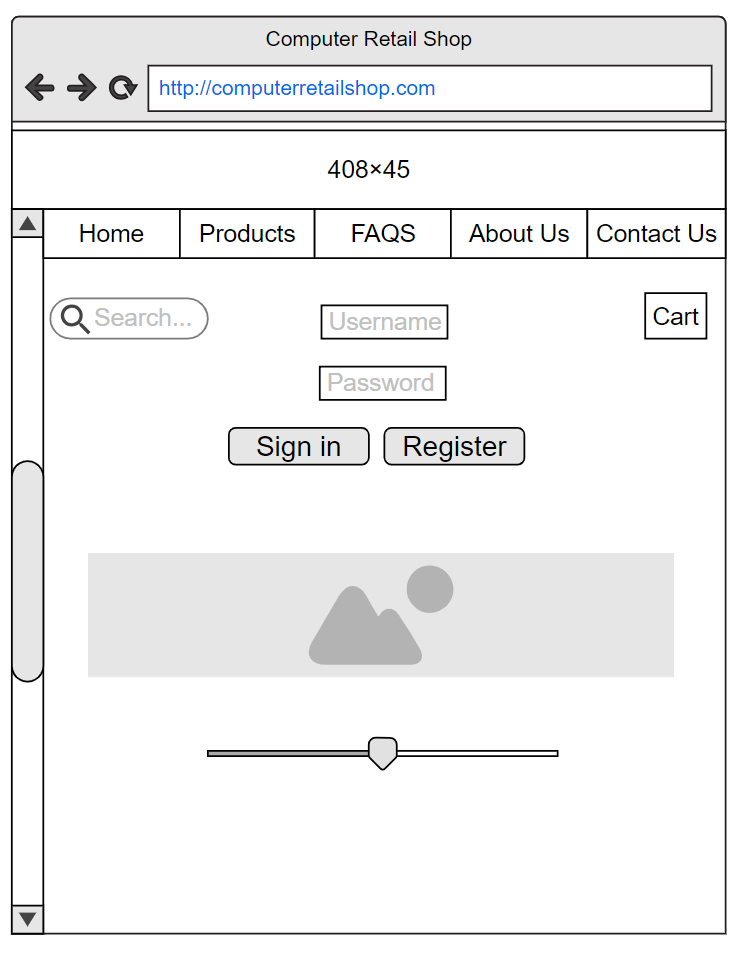 Computer Retail Shop
http://computerretailshop.com
408×45
Home Products FAQS About Us Contact Us
Search... Username Cart
Password
Sign in Register